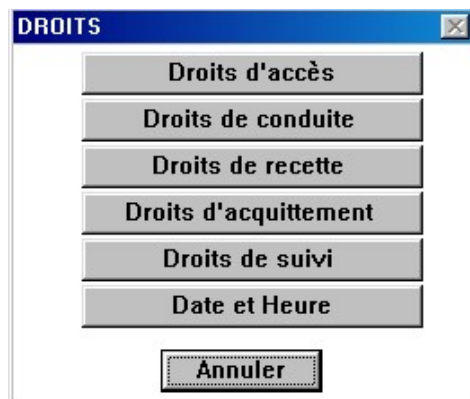 DROITS
Droits d'accès
Droits de conduite
Droits de recette
Droits d'acquittement
Droits de suivi
Date et Heure
Annuler